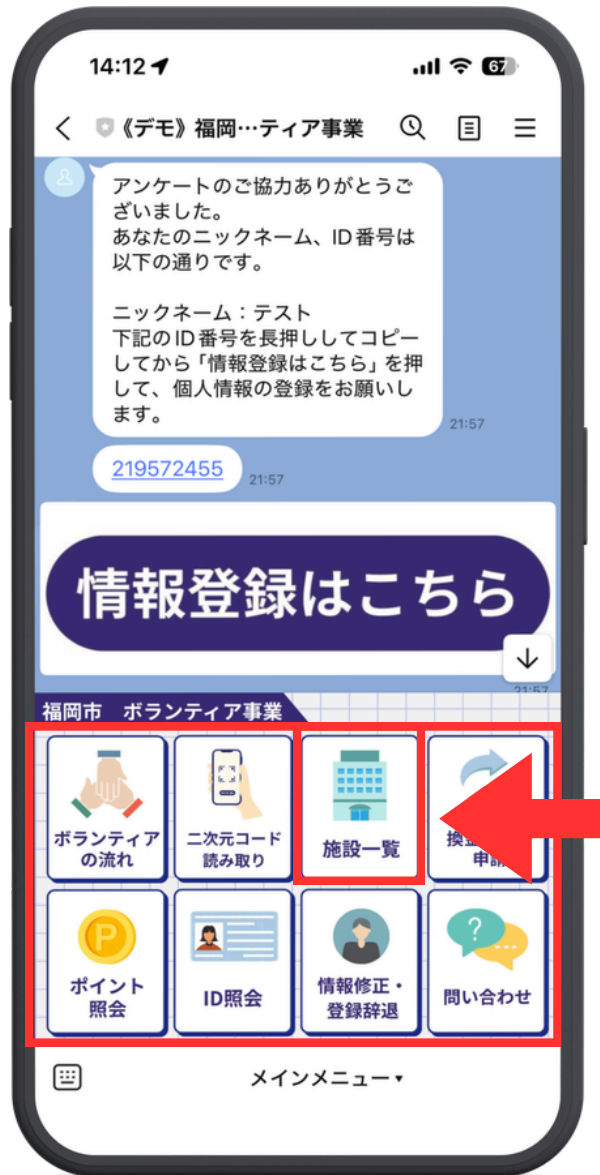 14:12
67
《デモ》福岡…ティア事業
アンケートのご協力ありがとうご
ざいました。
あなたのニックネーム、ID番号は
以下の通りです。
ニックネーム：テスト
下記のID番号を長押ししてコピー
してから「情報登録はこちら」を押
して、個人情報の登録をお願いし
ます。
21:57
219572455
21:57
情報登録はこちら
21:57
福岡市 ボランティア事業
ボランティア
の流れ
二次元コード
読み取り
施設一覧
換
申
P
ポイント
照会
ID照会
情報修正・
登録辞退
?
...
問い合わせ
メインメニュー▾